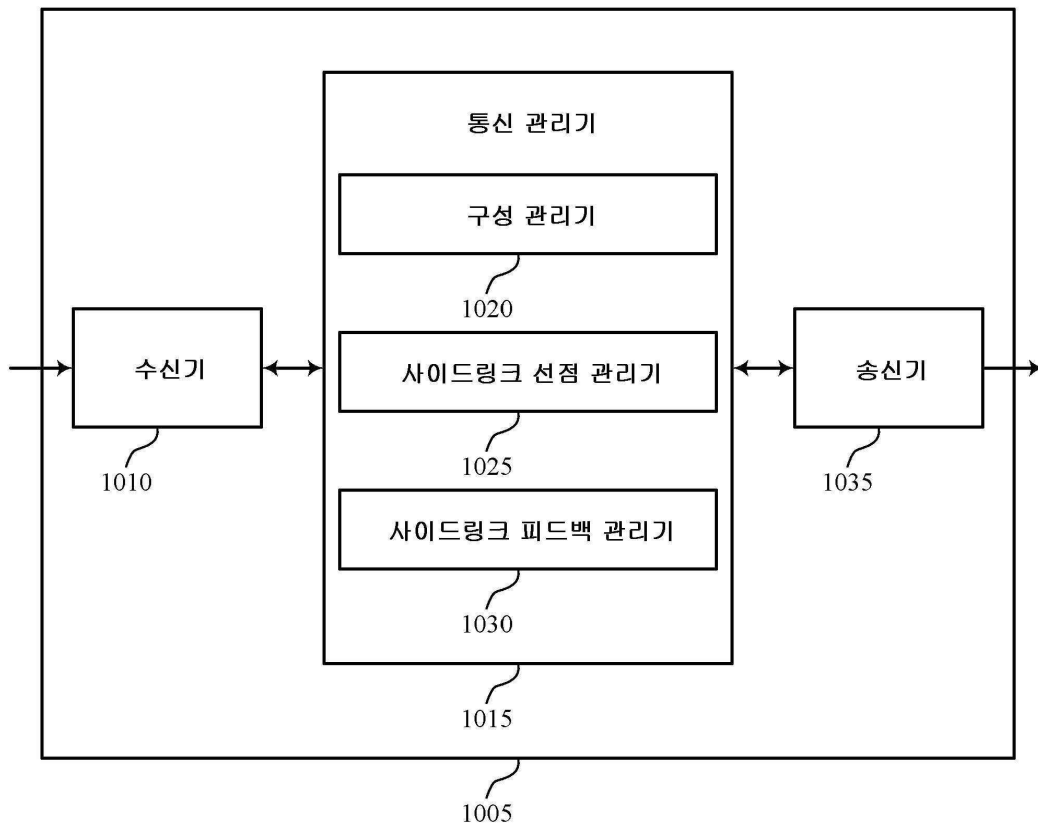 통신 관리기
구성 관리기
1020
수신기
1010
사이드링크 선점 관리기
1025
송신기
1035
사이드링크 피드백 관리기
1030
1015
1005